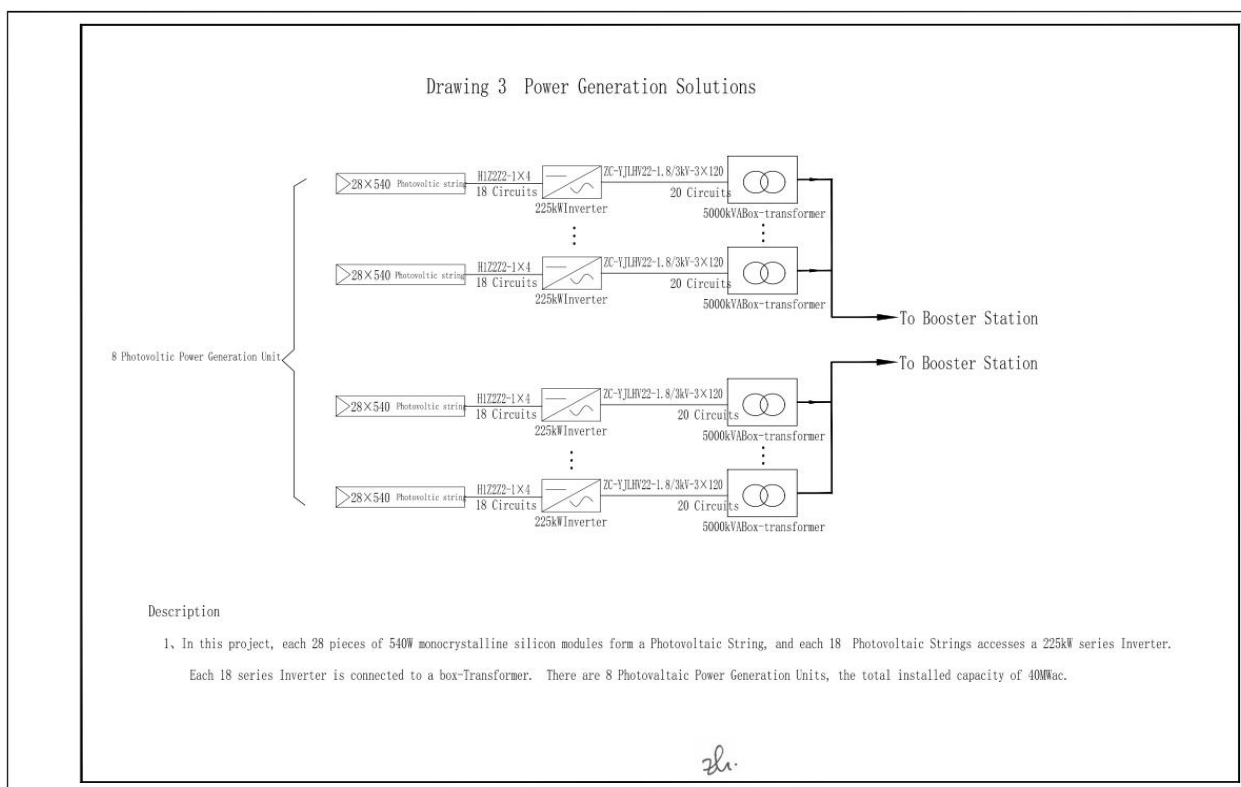 Drawing 3 Power Generation Solutions
28×540 Photovoltic string
H1Z2Z2-1×4
18 Circuits
225kWInverter
ZC-YJLHV22-1.8/3kV-3×120
20 Circuits
5000kVABox-transformer
28×540 Photovoltic string
H1Z2Z2-1×4
18 Circuits
225kWInverter
ZC-YJLHV22-1.8/3kV-3×120
20 Circuits
5000kVABox-transformer
To Booster Station
8 Photovoltic Power Generation Unit
To Booster Station
28×540 Photovoltic string
H1Z2Z2-1×4
18 Circuits
225kWInverter
ZC-YJLHV22-1.8/3kV-3×120
20 Circuits
5000kVABox-transformer
28×540 Photovoltic string
H1Z2Z2-1×4
18 Circuits
225kWInverter
ZC-YJLHV22-1.8/3kV-3×120
20 Circuits
5000kVABox-transformer
Description
1、In this project, each 28 pieces of 540W monocrystalline silicon modules form a Photovoltaic String, and each 18 Photovoltaic Strings accesses a 225kW series Inverter.
Each 18 series Inverter is connected to a box-Transformer. There are 8 Photovaltaic Power Generation Units, the total installed capacity of 40MWac.